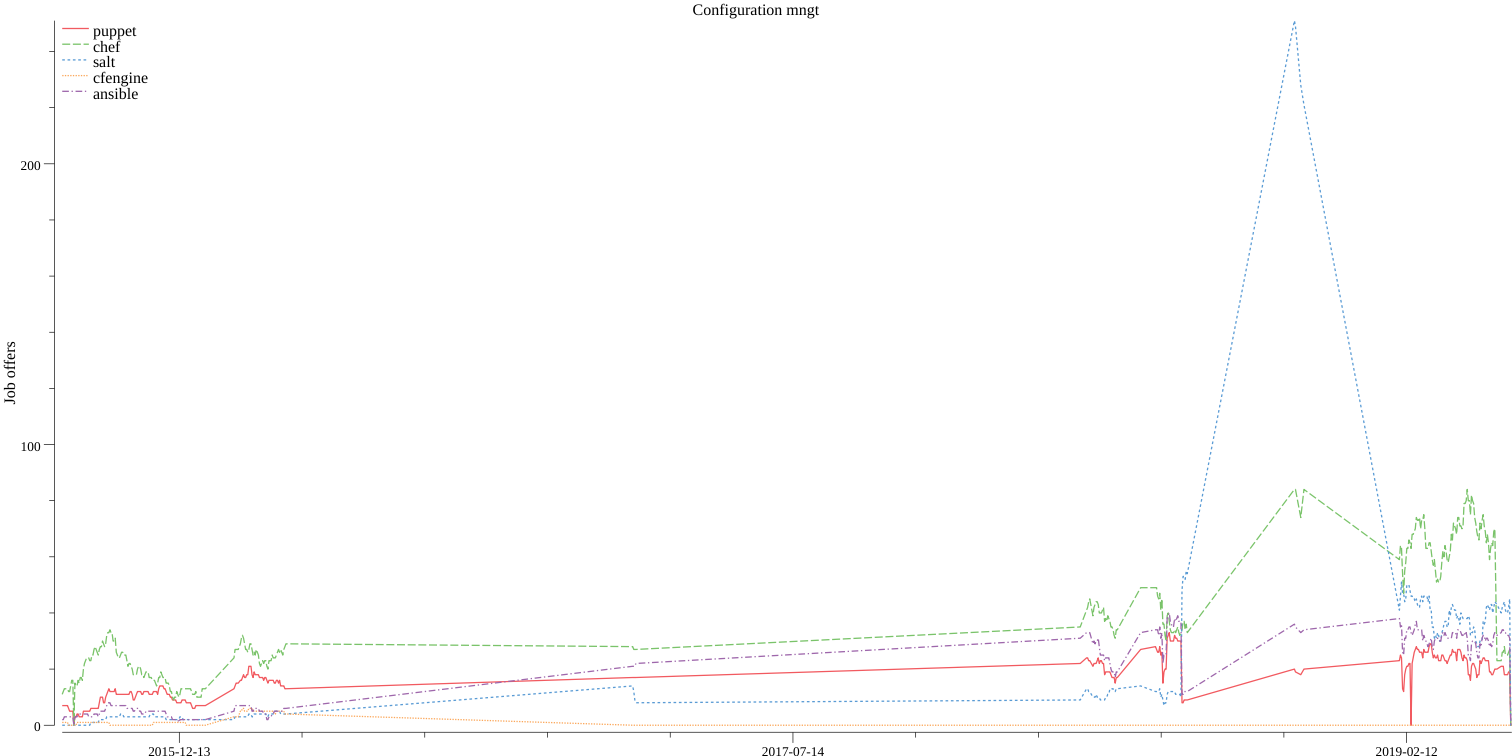 Configuration mngt
puppet
chef
salt
cfengine
ansible
200
Job offers
100
0
2015-12-13
2017-07-14
2019-02-12